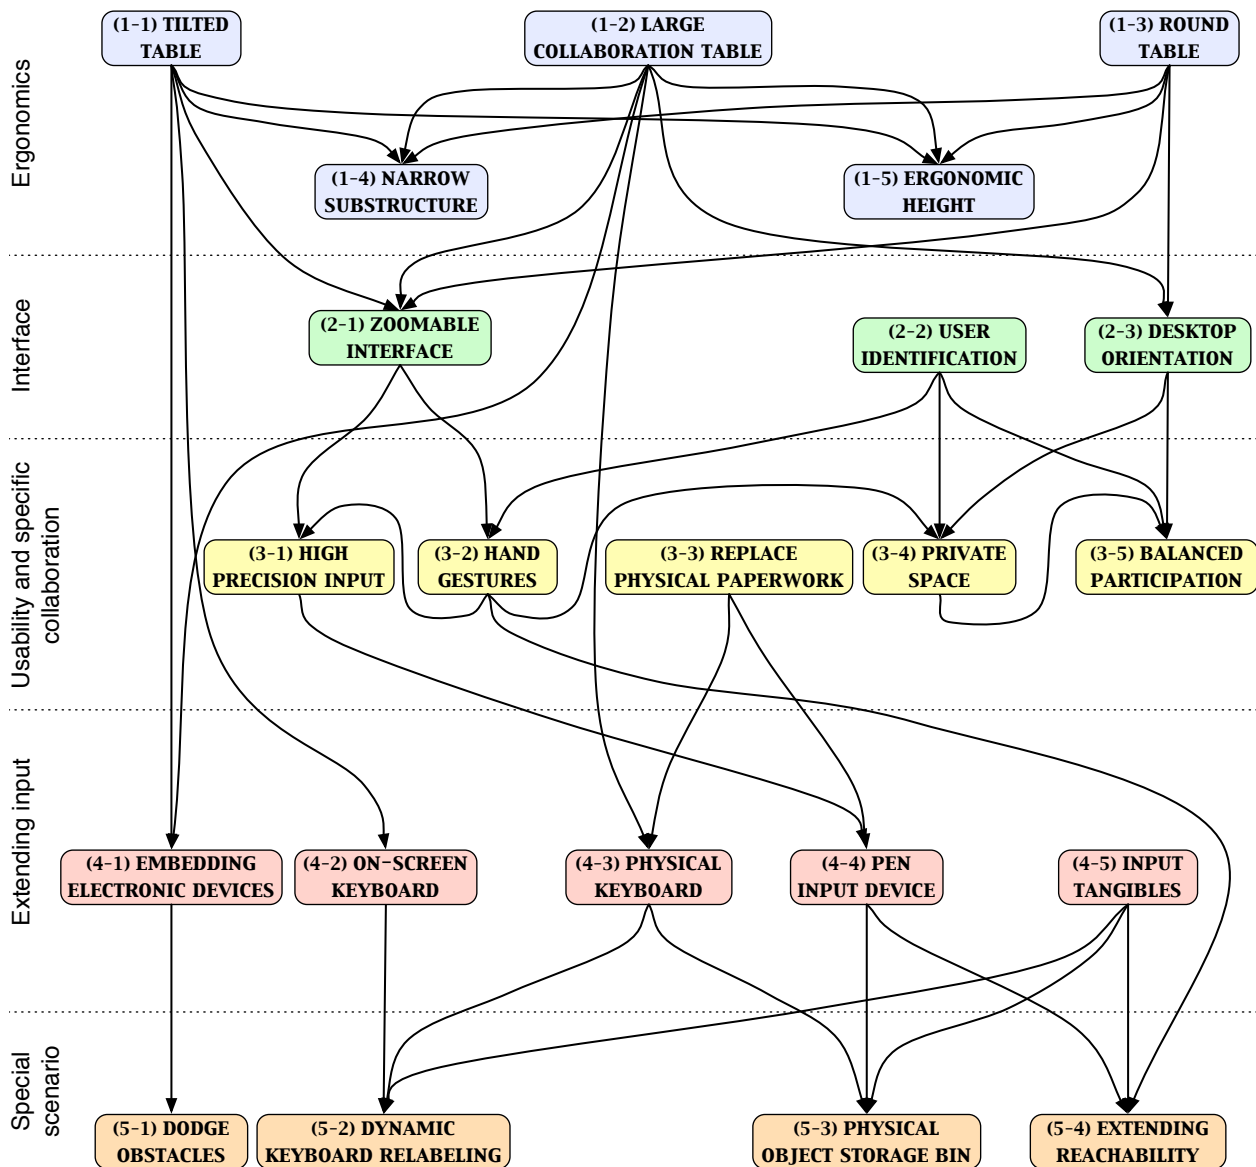 Ergonomics
(1-1) TILTED
TABLE
(1-2) LARGE
COLLABORATION TABLE
(1-3) ROUND
TABLE
(1-4) NARROW
SUBSTRUCTURE
(1-5) ERGONOMIC
HEIGHT
Interface
(2-1) ZOOMABLE
INTERFACE
(2-2) USER
IDENTIFICATION
(2-3) DESKTOP
ORIENTATION
Usability and specific
collaboration
(3-1) HIGH
PRECISION INPUT
(3-2) HAND
GESTURES
(3-3) REPLACE
PHYSICAL PAPERWORK
(3-4) PRIVATE
SPACE
(3-5) BALANCED
PARTICIPATION
Extending input
(4-1) EMBEDDING
ELECTRONIC DEVICES
(4-2) ON-SCREEN
KEYBOARD
(4-3) PHYSICAL
KEYBOARD
(4-4) PEN
INPUT DEVICE
(4-5) INPUT
TANGIBLES
Special
scenario
(5-1) DODGE
OBSTACLES
(5-2) DYNAMIC
KEYBOARD RELABELING
(5-3) PHYSICAL
OBJECT STORAGE BIN
(5-4) EXTENDING
REACHABILITY